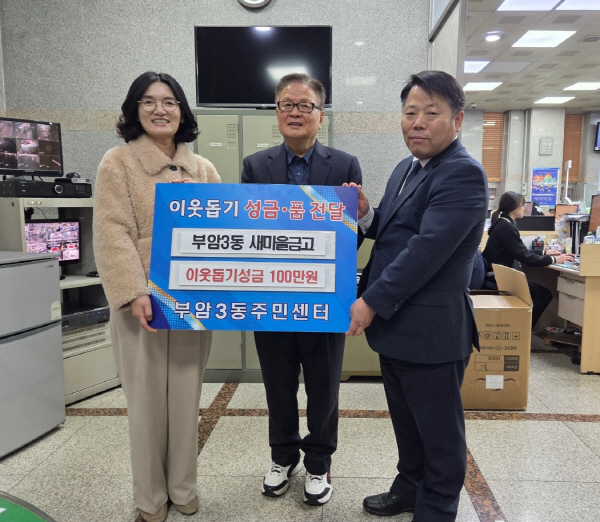 이웃돕기 성금·품 전달
부암3동 새마을금고
이웃돕기성금 100만원
부암3동주민센터